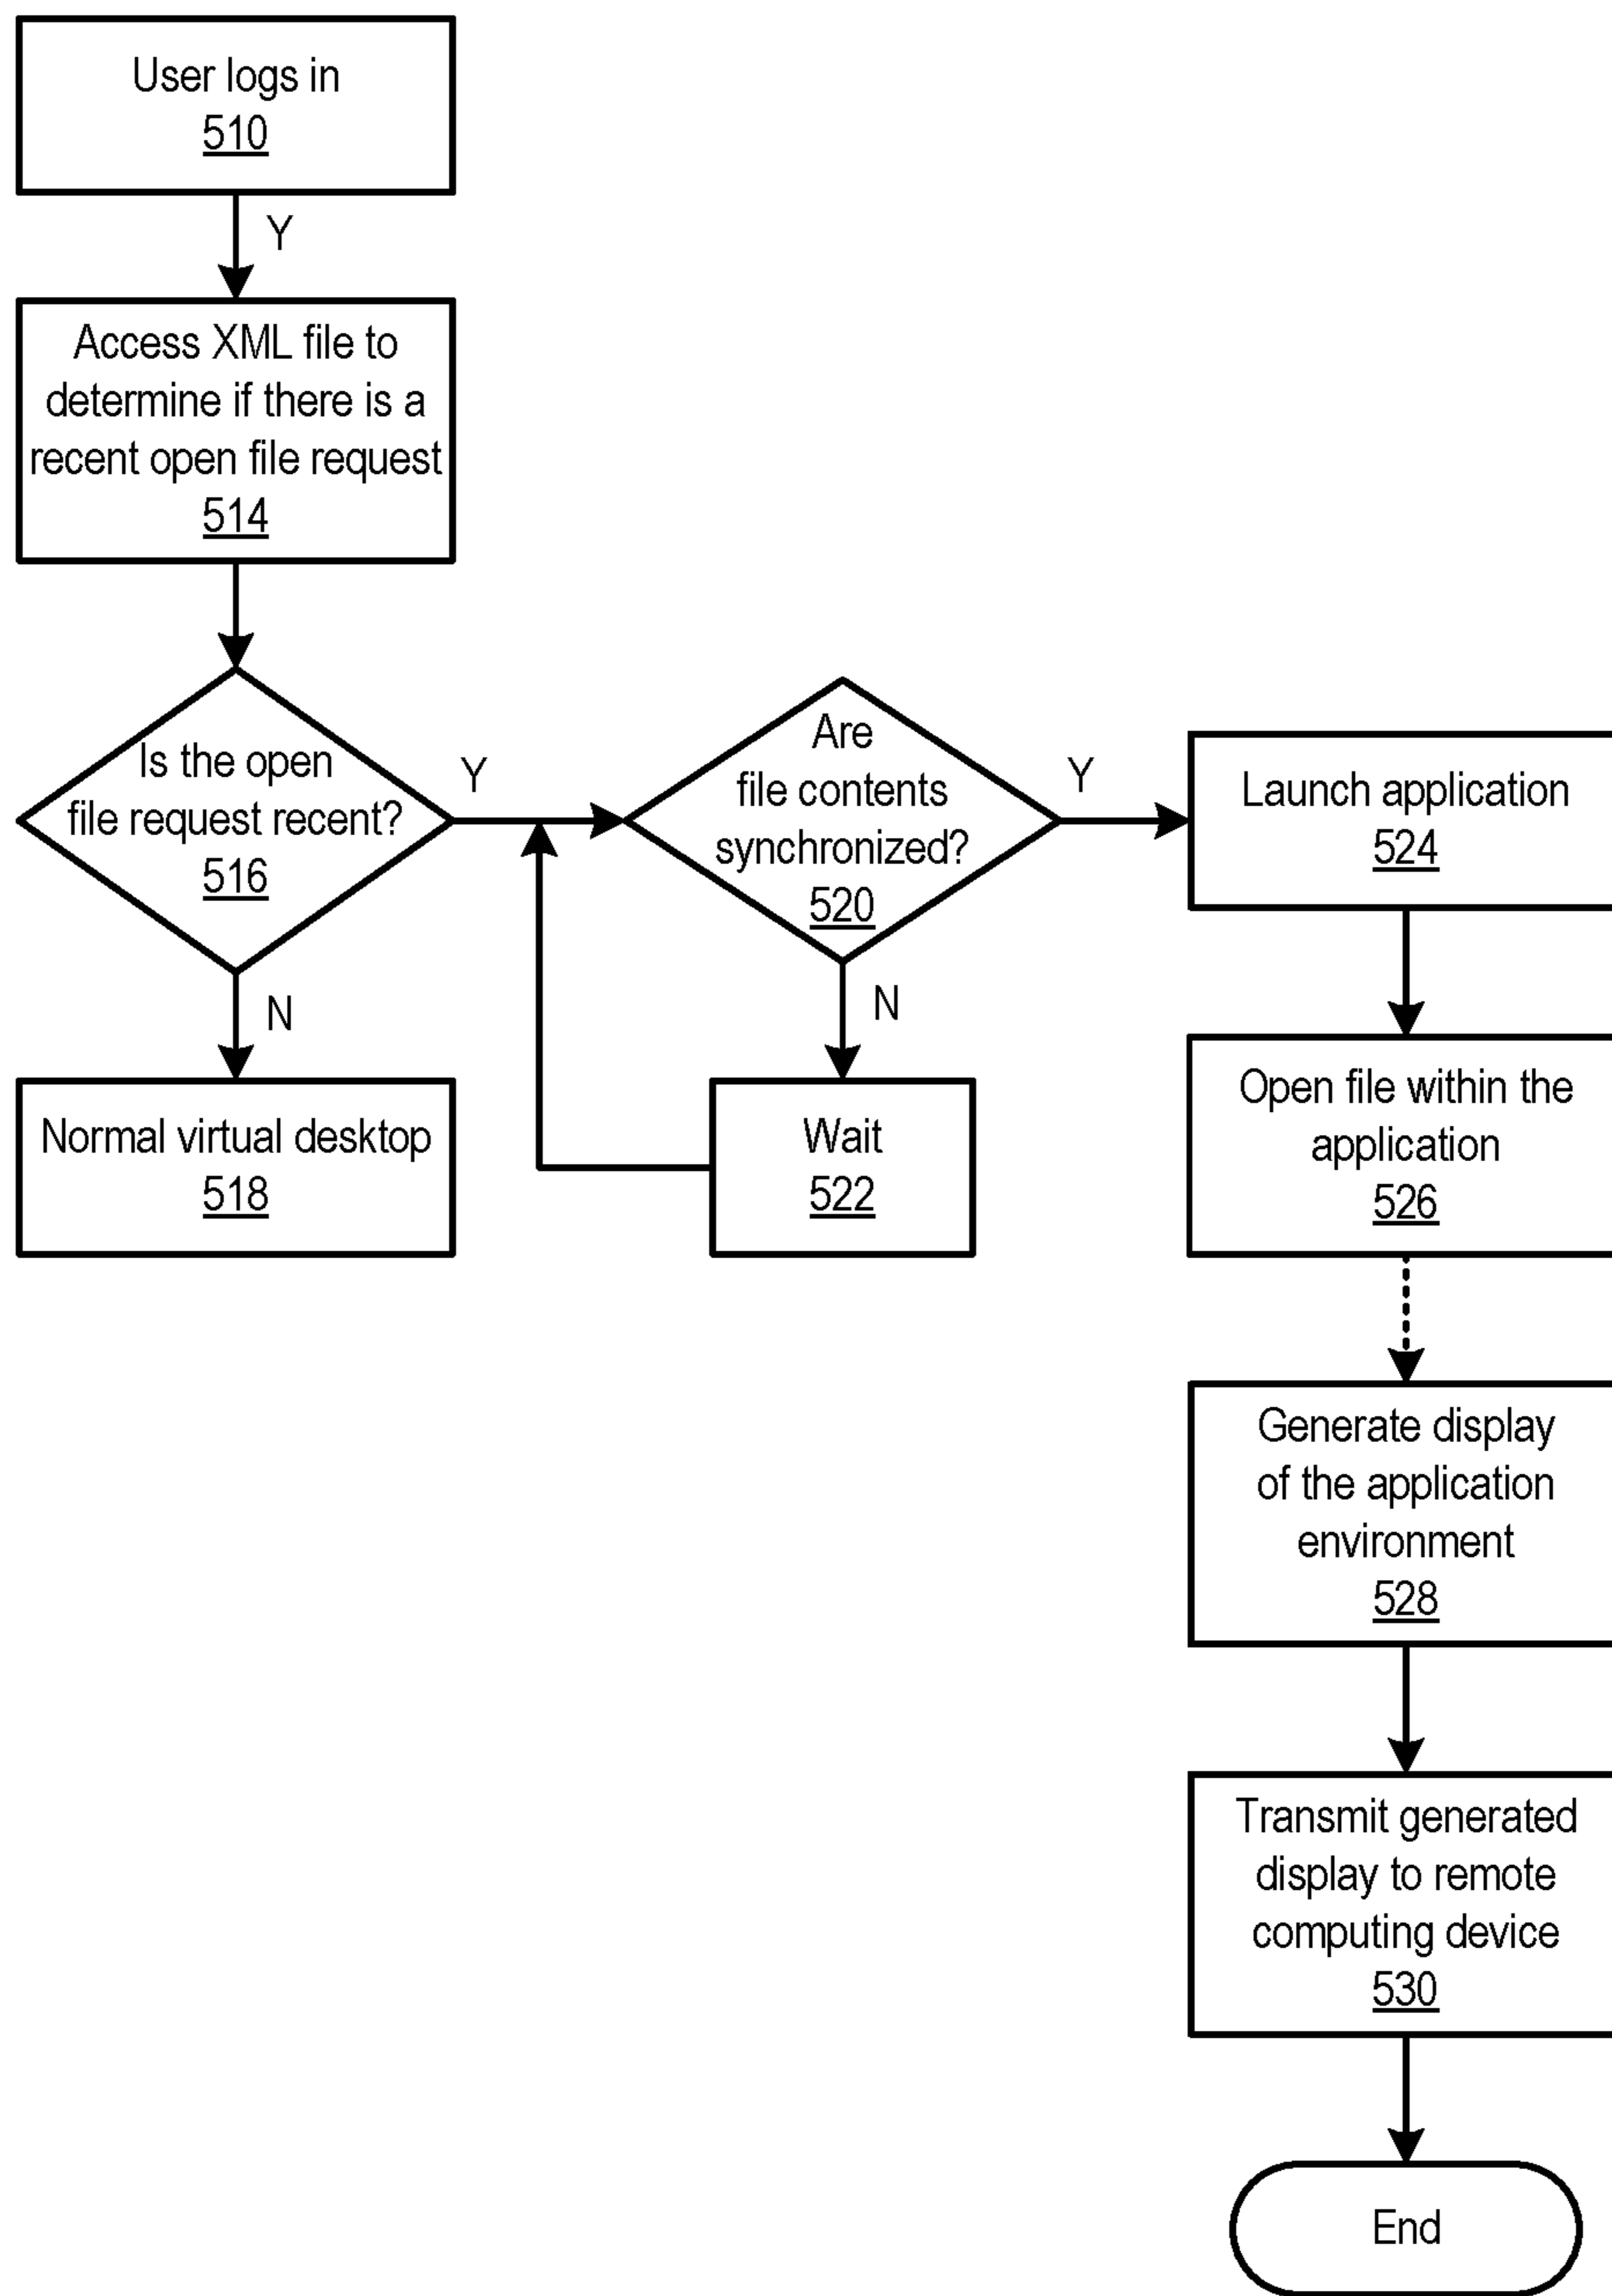 User logs in
510
Y
Access XML file to
determine if there is a
recent open file request
514
Is the open
file request recent?
516
Y
N
Normal virtual desktop
518
Are
file contents
synchronized?
520
Y
N
Wait
522
Launch application
524
Open file within the
application
526
Generate display
of the application
environment
528
Transmit generated
display to remote
computing device
530
End